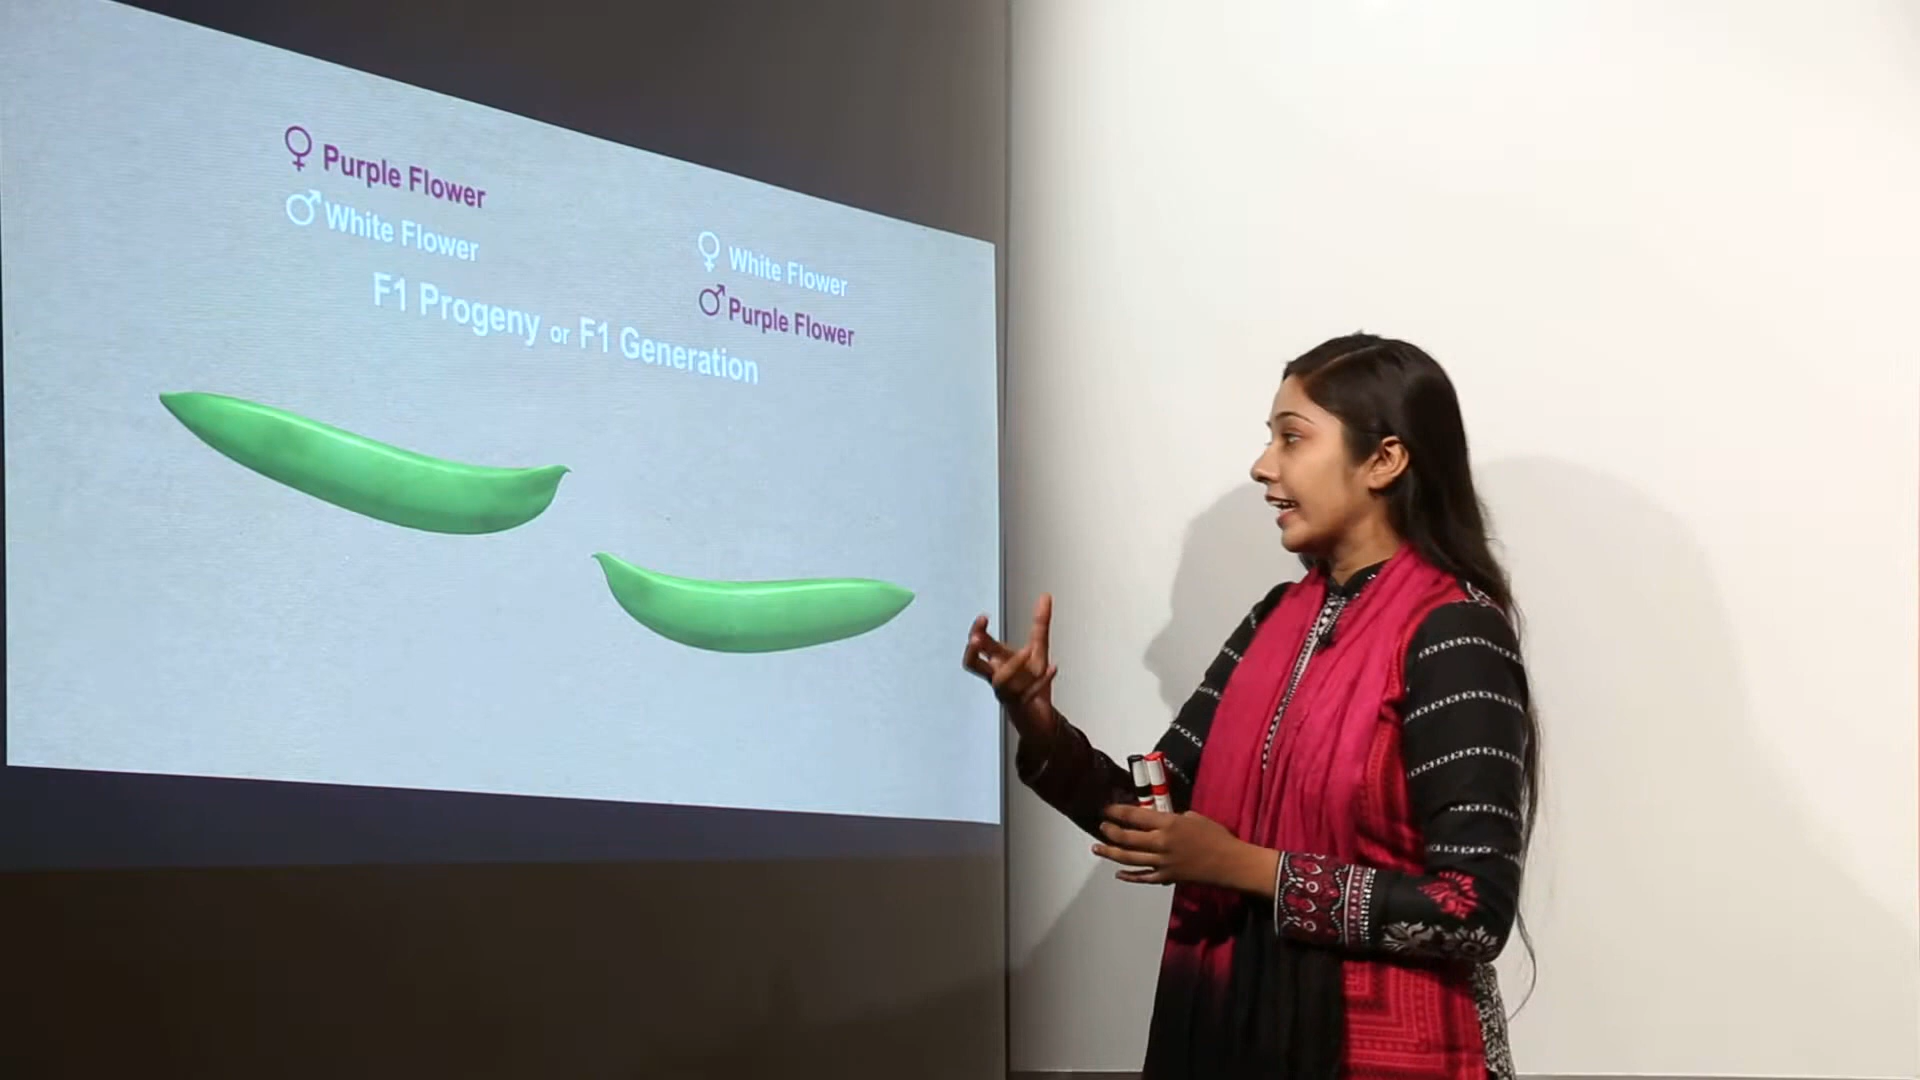 ♀ Purple Flower
♂ White Flower
♀ White Flower
♂ Purple Flower
F1 Progeny or F1 Generation